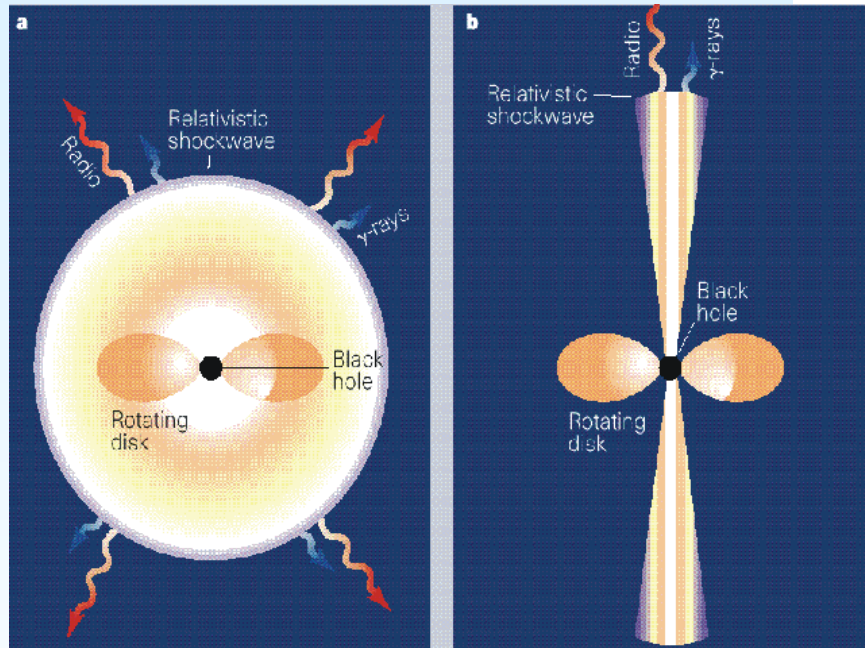 a
Relativistic
shockwave
Radio
γ-rays
Black
hole
Rotating
disk
b
Radio
γ-rays
Relativistic
shockwave
Black
hole
Rotating
disk